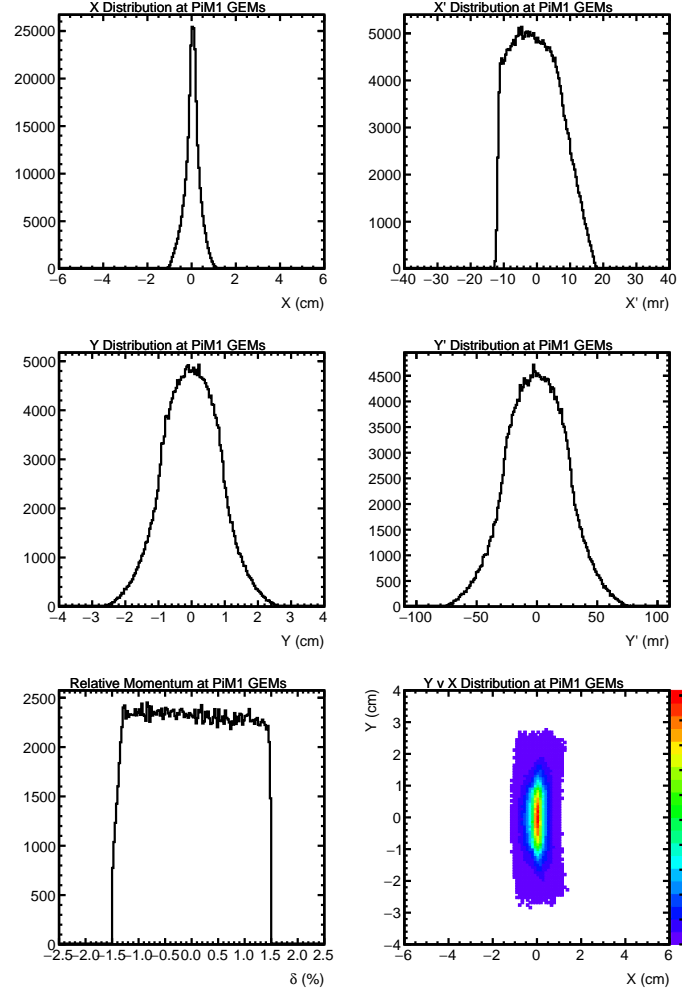 X Distribution at PiM1 GEMs
25000
20000
15000
10000
5000
0
−6 −4 −2 0 2 4 6
X (cm)
X' Distribution at PiM1 GEMs
5000
4000
3000
2000
1000
0
−40 −30 −20 −10 0 10 20 30 40
X' (mr)
Y Distribution at PiM1 GEMs
5000
4000
3000
2000
1000
0
−4 −3 −2 −1 0 1 2 3 4
Y (cm)
Y' Distribution at PiM1 GEMs
4500
4000
3500
3000
2500
2000
1500
1000
500
0
−100 −50 0 50 100
Y' (mr)
Relative Momentum at PiM1 GEMs
2500
2000
1500
1000
500
0
−2.5 −2.0 −1.5 −1.0 −0.5 0.0 0.5 1.0 1.5 2.0 2.5
δ (%)
Y v X Distribution at PiM1 GEMs
Y (cm)
4
3
2
1
0
−1
−2
−3
−4
−6 −4 −2 0 2 4 6
X (cm)